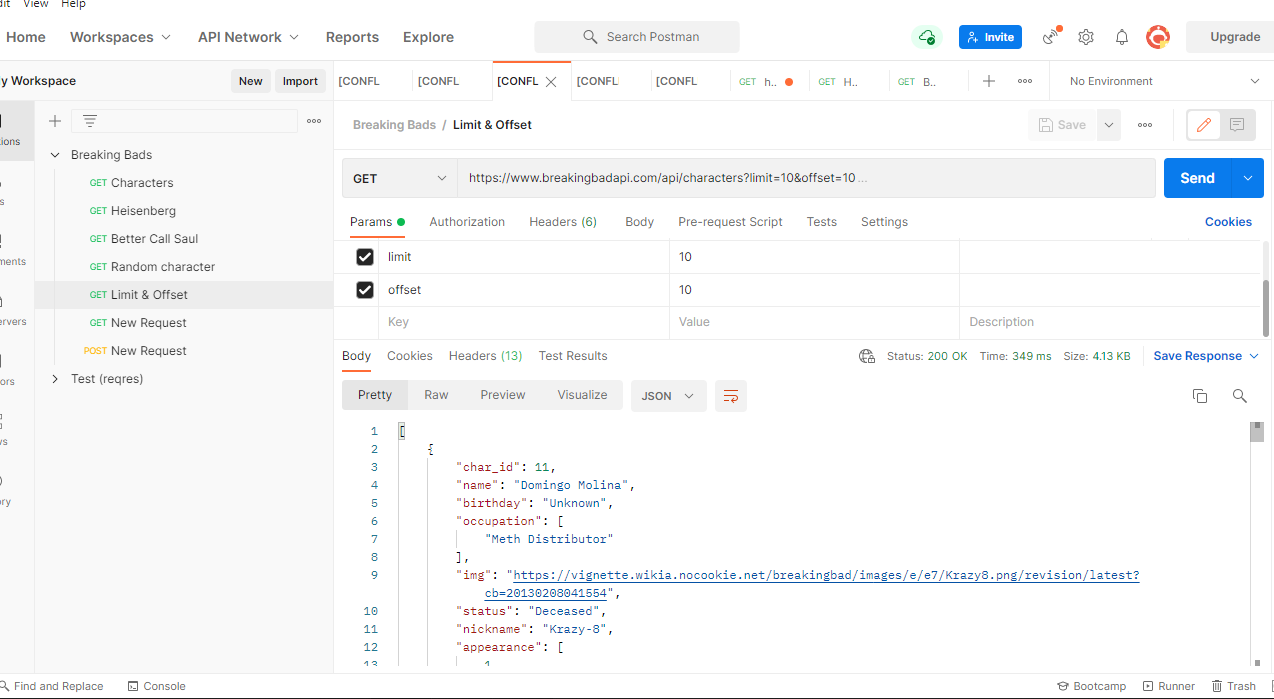 dit View Help
Home Workspaces API Network Reports Explore Search Postman Invite Upgrade
y Workspace New Import [CONFL [CONFL [CONFL [CONFLI [CONFL GET h.. GET H.. GET B.. No Environment
Breaking Bads / Limit & Offset Save
ions
Breaking Bads
GET Characters
GET Heisenberg
GET Better Call Saul
GET Random character
GET Limit & Offset
GET New Request
POST New Request
Test (reqres)
s
ments
ervers
ors
ws
ory
GET https://www.breakingbadapi.com/api/characters?limit=10&offset=10 ... Send
Params Authorization Headers (6) Body Pre-request Script Tests Settings Cookies
limit 10
offset 10
Key Value Description
Body Cookies Headers (13) Test Results Status: 200 OK Time: 349 ms Size: 4.13 KB Save Response
Pretty Raw Preview Visualize JSON
1 [
2 {
3 "char_id": 11,
4 "name": "Domingo Molina",
5 "birthday": "Unknown",
6 "occupation": [
7 "Meth Distributor"
8 ],
9 "img": "https://vignette.wikia.nocookie.net/breakingbad/images/e/e7/Krazy8.png/revision/latest?
cb=20130208041554",
10 "status": "Deceased",
11 "nickname": "Krazy-8",
12 "appearance": [
13 1
Find and Replace Console Bootcamp Runner Trash